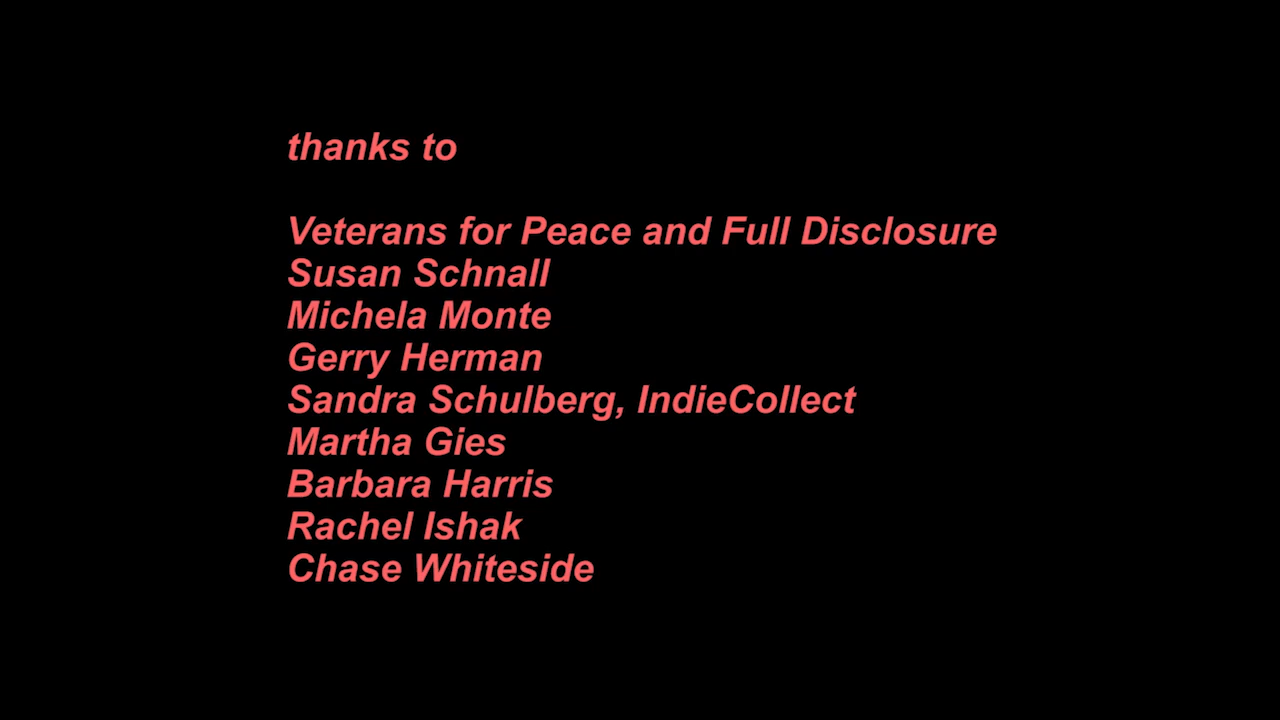 thanks to
Veterans for Peace and Full Disclosure
Susan Schnall
Michela Monte
Gerry Herman
Sandra Schulberg, IndieCollect
Martha Gies
Barbara Harris
Rachel Ishak
Chase Whiteside